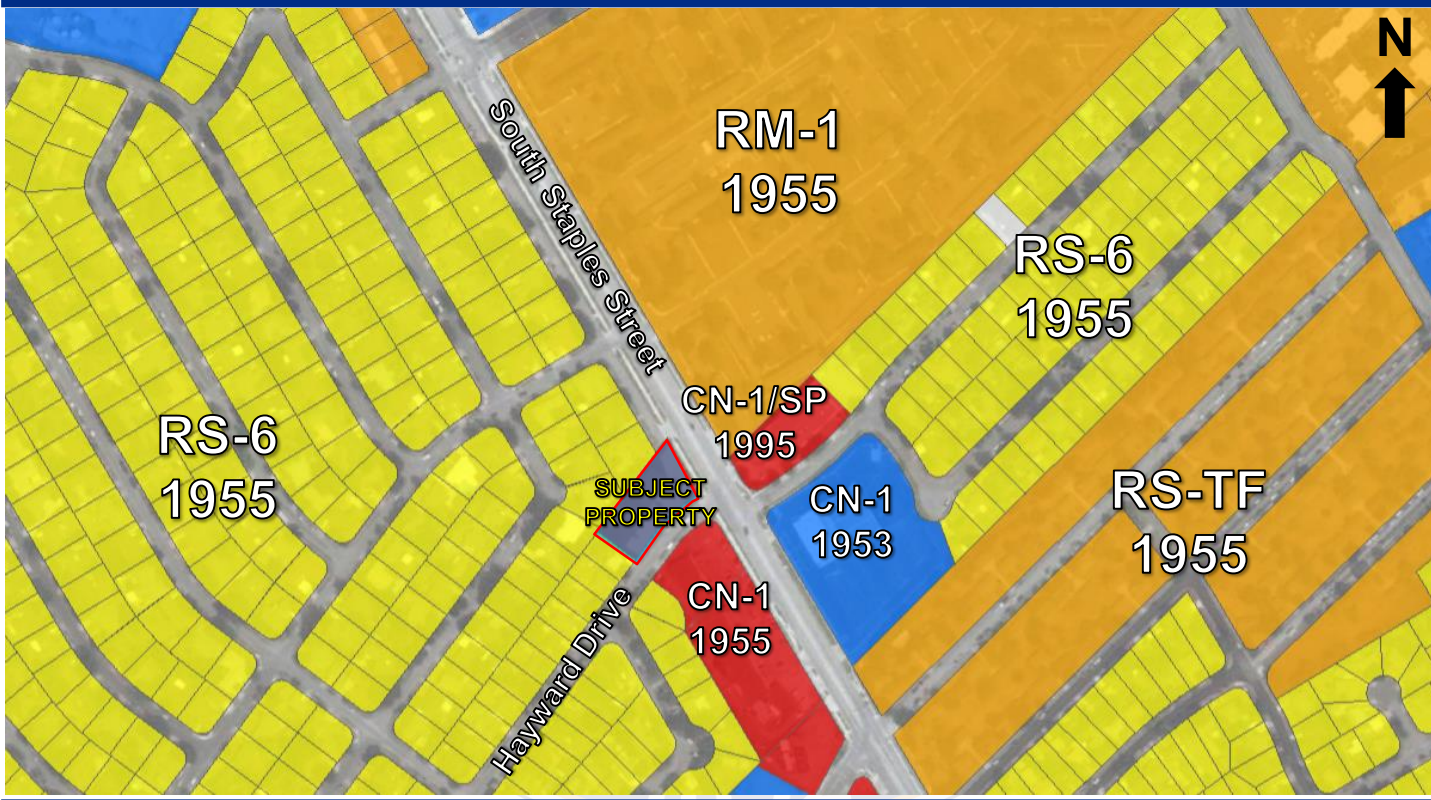 N
RM-1
1955
South Staples Street
RS-6
1955
CN-1/SP
1995
RS-6
1955
SUBJECT
PROPERTY
CN-1
1953
RS-TF
1955
CN-1
1955
Hayward Drive